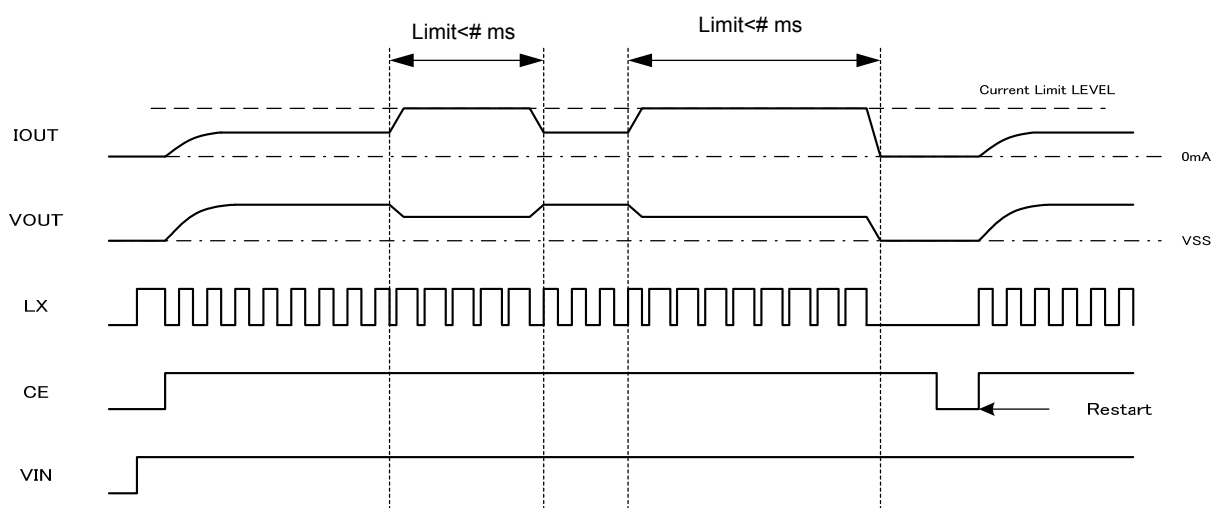 Limit<# ms
Limit<# ms
Current Limit LEVEL
IOUT
0mA
VOUT
VSS
LX
CE
Restart
VIN